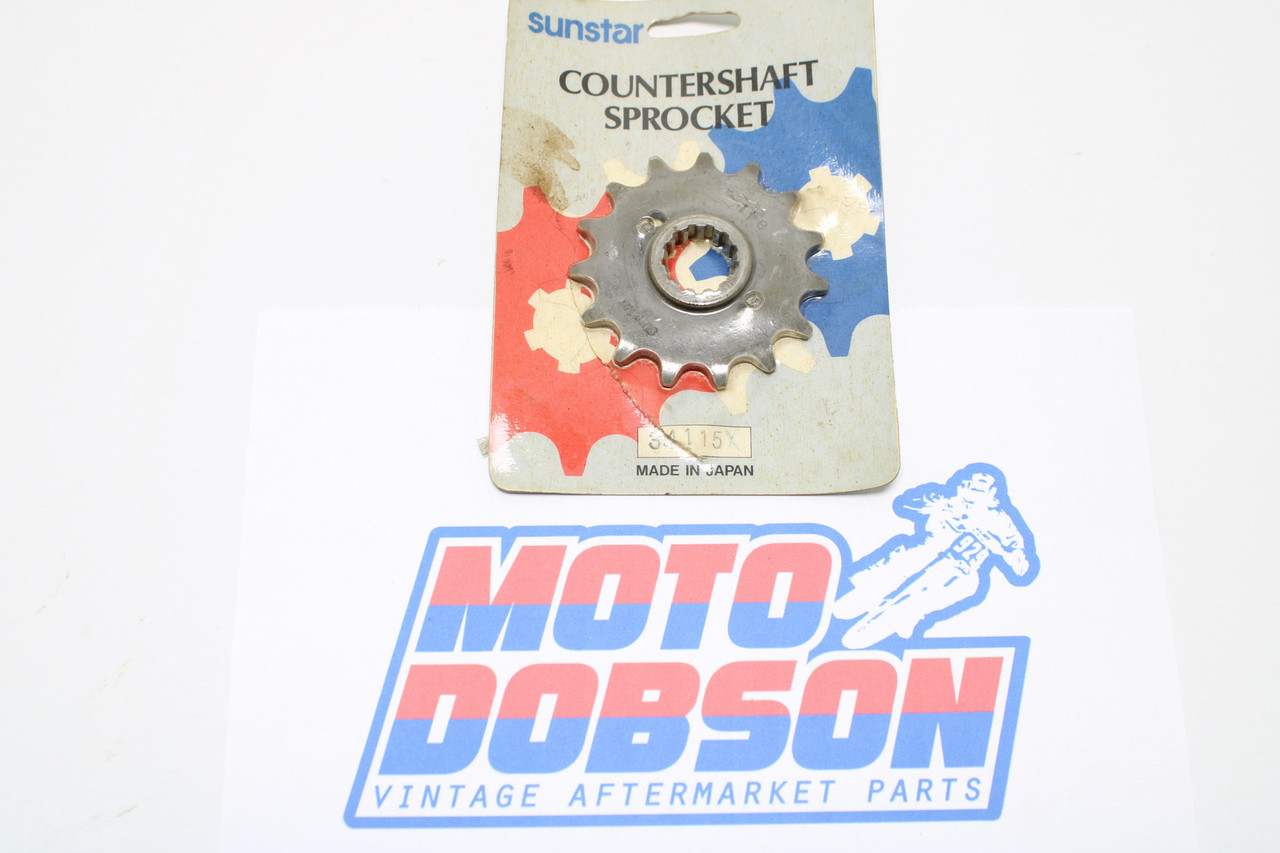 sunstar
COUNTERSHAFT
SPROCKET
MADE IN JAPAN
MOTO
DOBSON
VINTAGE AFTERMARKET PARTS